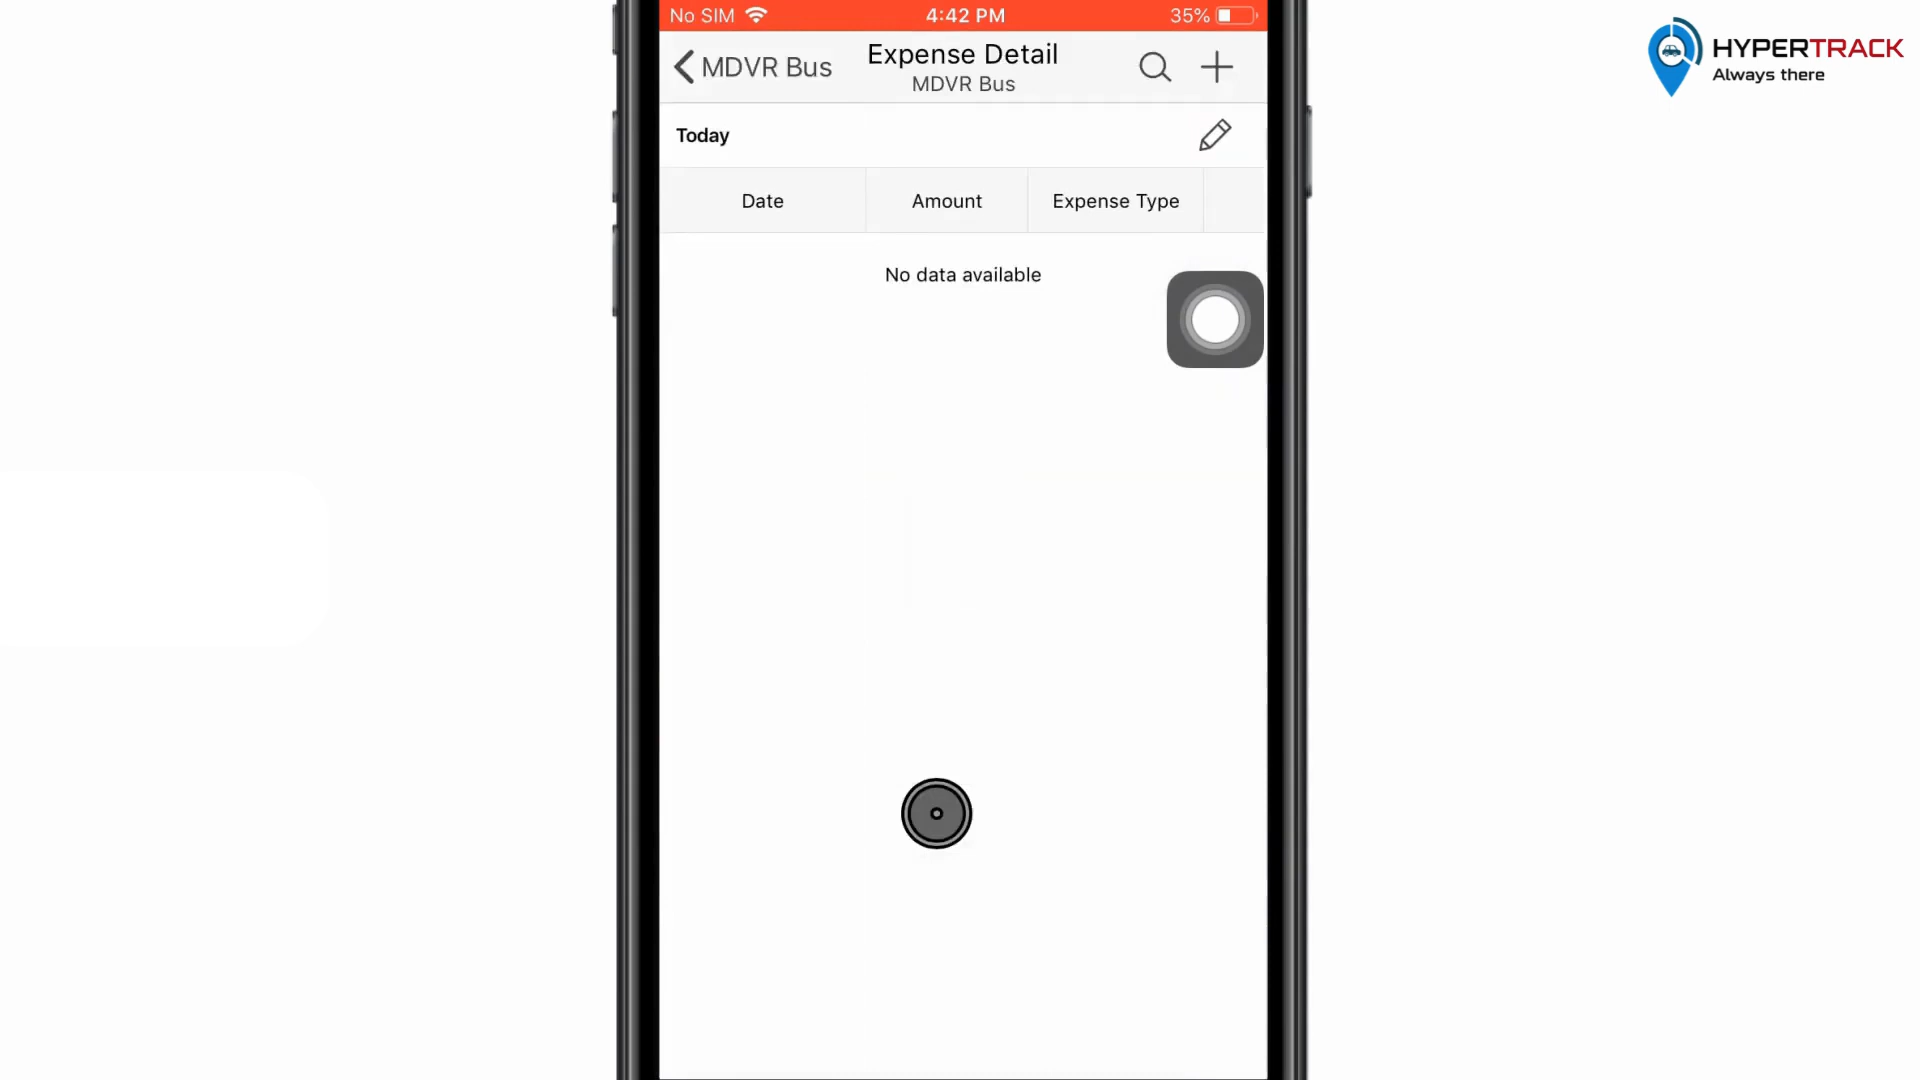 No SIM 4:42 PM 35%
MDVR Bus
Expense Detail
MDVR Bus
Today
Date Amount Expense Type
No data available
HYPERTRACK
Always there